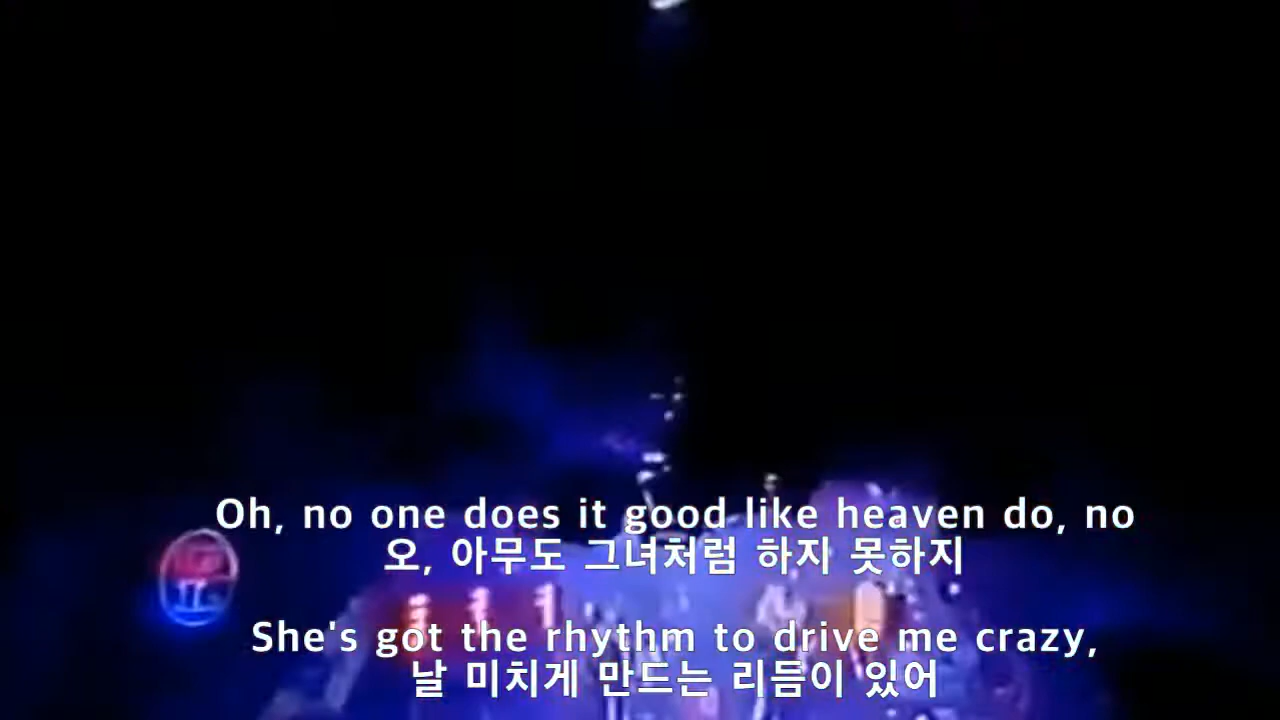 Oh, no one does it good like heaven do, no
오, 아무도 그녀처럼 하자 못하지
She's got the rhythm to drive me crazy,
날 미치게 만드는 리듬이 있어